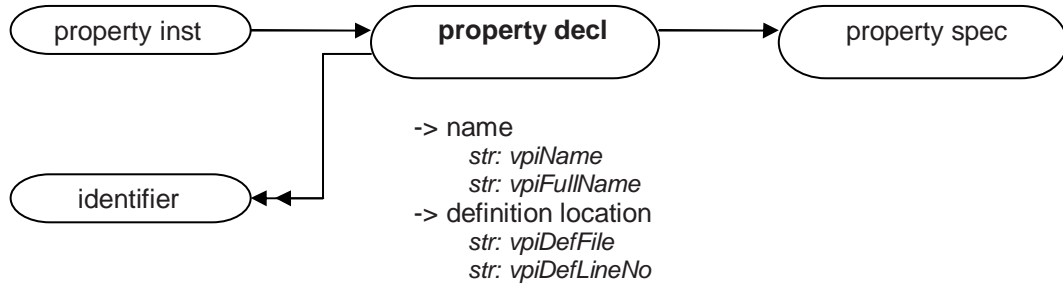 property inst
property decl
property spec
-> name
str: vpiName
str: vpiFullName
identifier
-> definition location
str: vpiDefFile
str: vpiDefLineNo